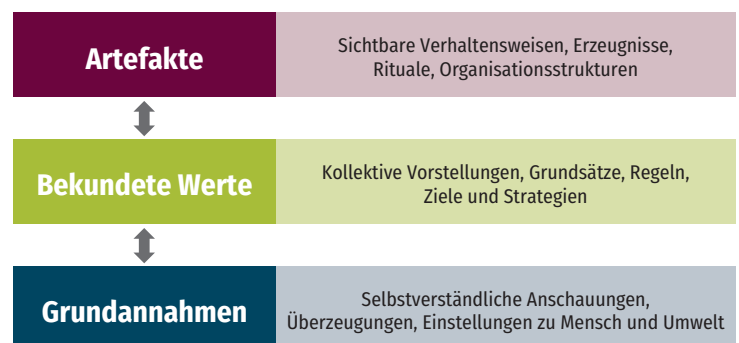 Artefakte
Sichtbare Verhaltensweisen, Erzeugnisse,
Rituale, Organisationsstrukturen
Bekundete Werte
Kollektive Vorstellungen, Grundsätze, Regeln,
Ziele und Strategien
Grundannahmen
Selbstverständliche Anschauungen,
Überzeugungen, Einstellungen zu Mensch und Umwelt